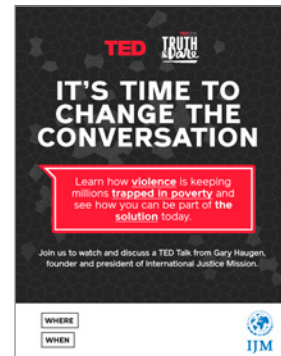 TED
TRUTH
& Dare
IT'S TIME TO
CHANGE THE
CONVERSATION
Learn how violence is keeping
millions trapped in poverty and
see how you can be part of the
solution today.
Join us to watch and discuss a TED Talk from Gary Haugen,
founder and president of International Justice Mission.
WHERE
WHEN
IJM